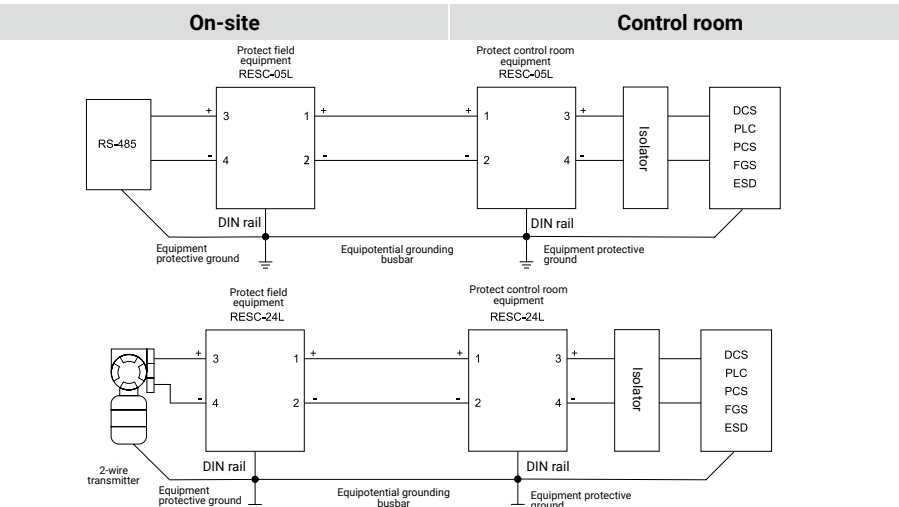 On-site
Control room
Protect field
equipment
RESC-05L
Protect control room
equipment
RESC-05L
RS-485
+
-
3
4
1
2
+
-
+
-
1
2
3
4
+
-
Isolator
DCS
PLC
PCS
FGS
ESD
DIN rail
DIN rail
Equipment
protective ground
Equipotential grounding
busbar
Equipment protective
ground
Protect field
equipment
RESC-24L
Protect control room
equipment
RESC-24L
+
-
3
4
1
2
+
-
+
-
1
2
3
4
+
-
Isolator
DCS
PLC
PCS
FGS
ESD
2-wire
transmitter
DIN rail
DIN rail
Equipment
protective ground
Equipotential grounding
busbar
Equipment protective
ground